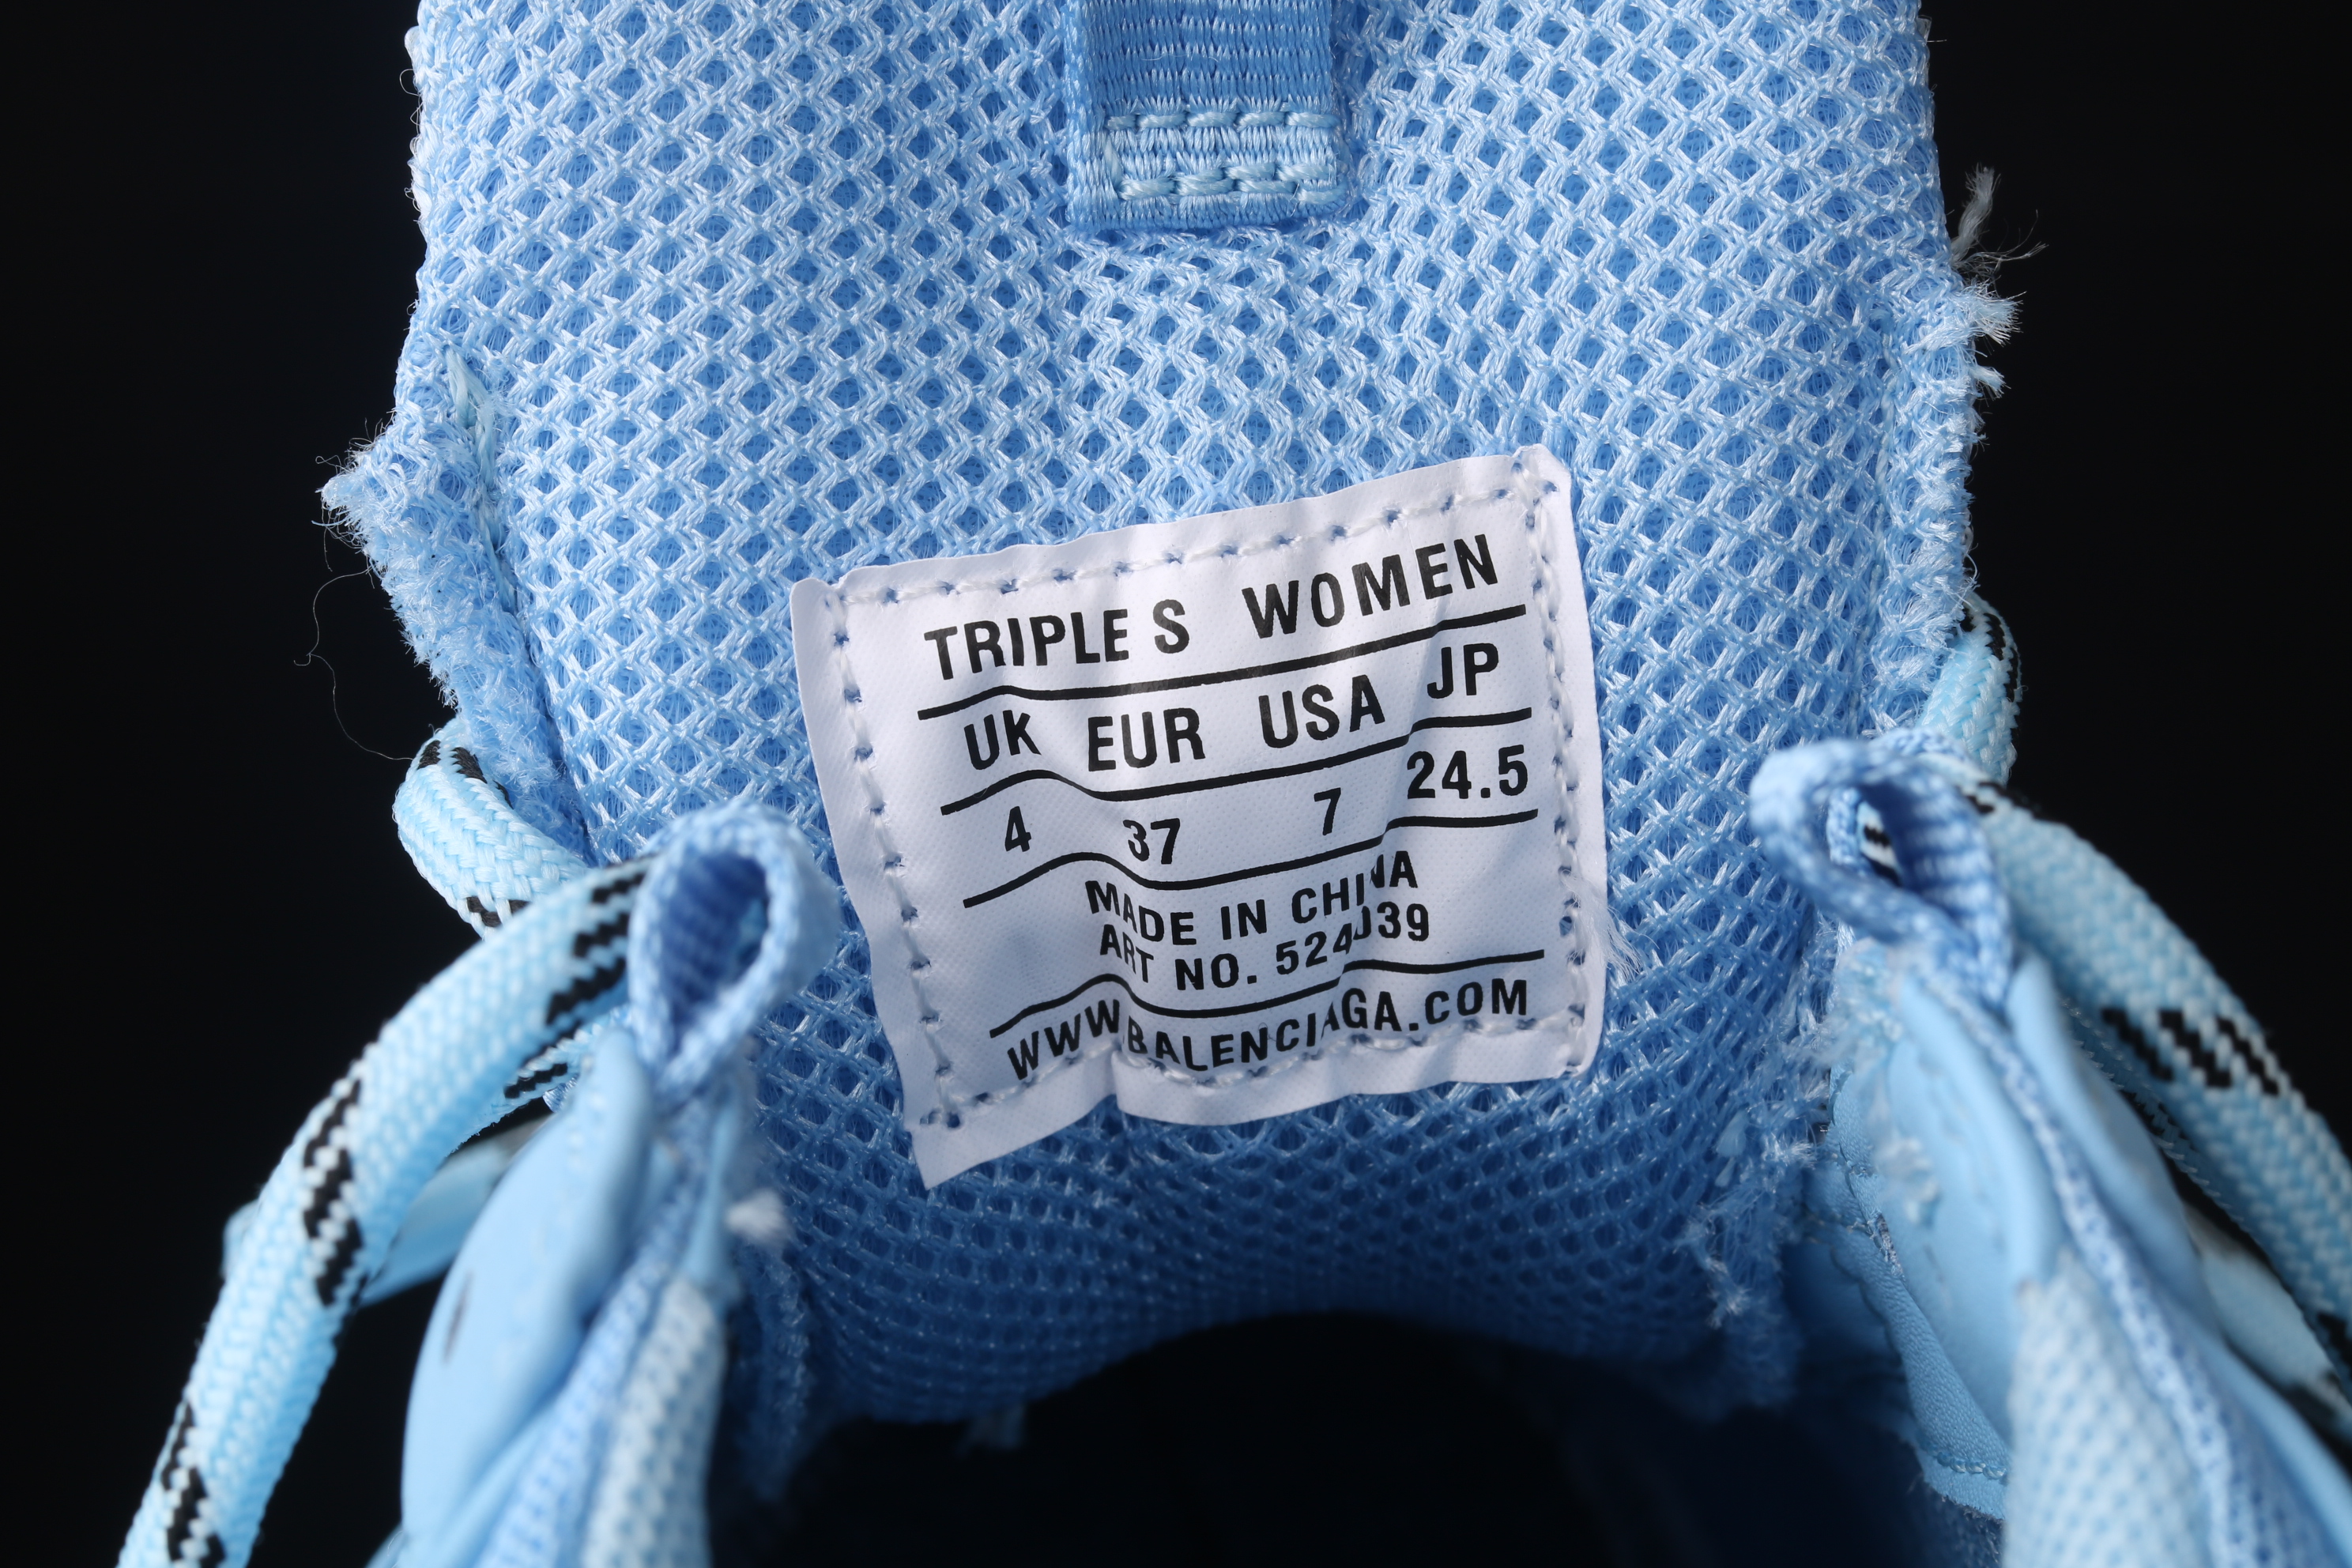 TRIPLE S WOMEN
UK EUR USA JP
4 37 7 24.5
MADE IN CHINA
ART NO. 524039
WWW.BALENCIAGA.COM